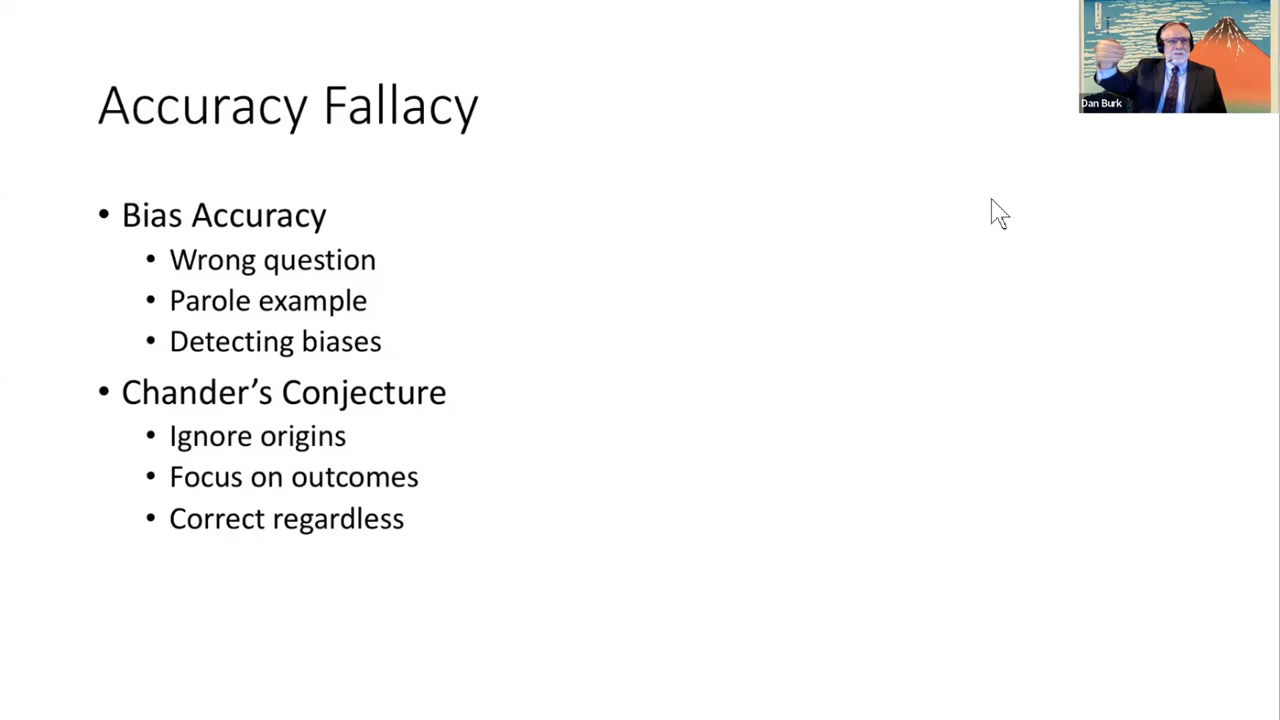 Accuracy Fallacy
• Bias Accuracy
• Wrong question
• Parole example
• Detecting biases
• Chander’s Conjecture
• Ignore origins
• Focus on outcomes
• Correct regardless
Dan Burk